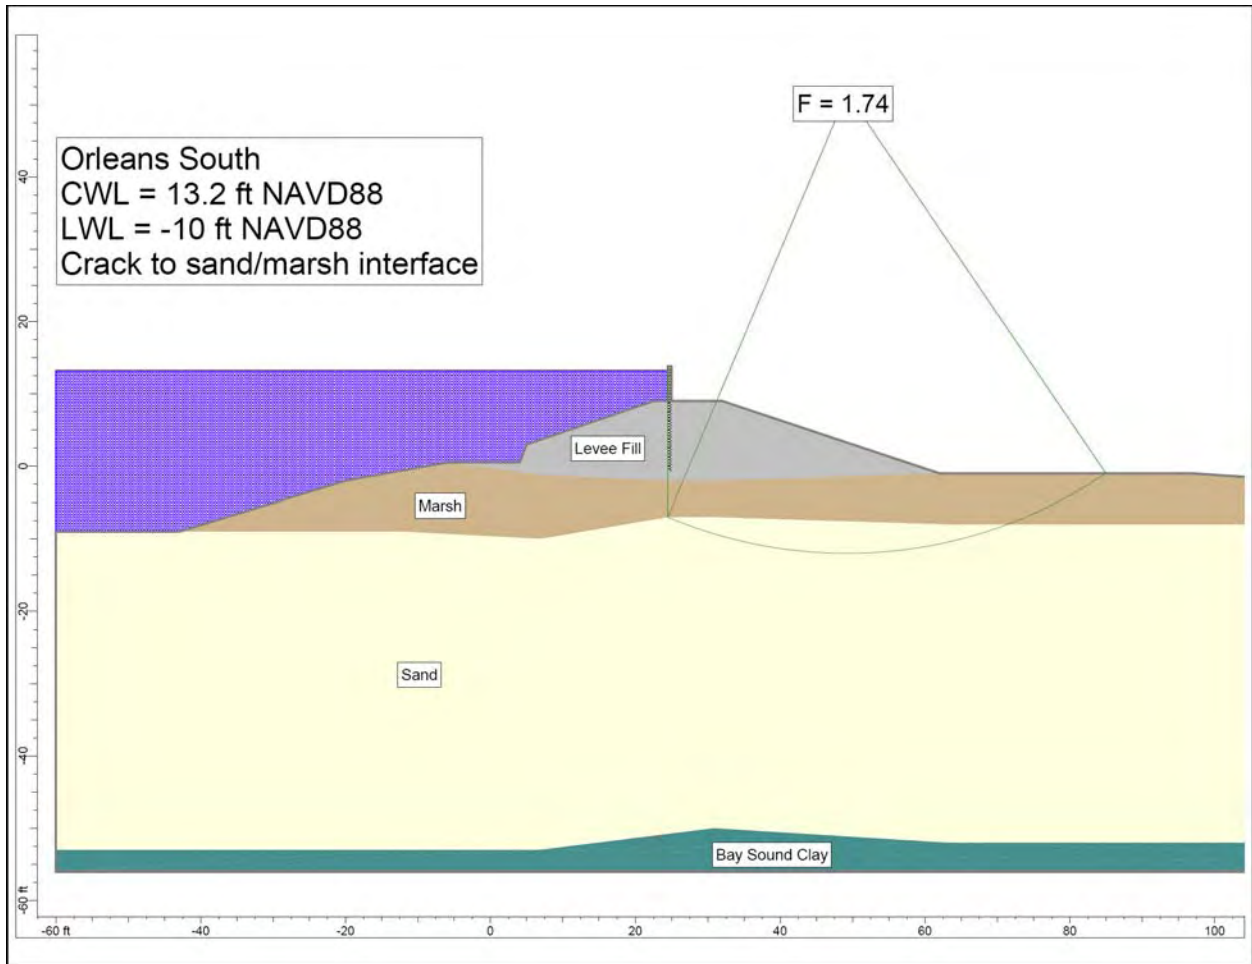 F = 1.74
Orleans South
CWL = 13.2 ft NAVD88
LWL = -10 ft NAVD88
Crack to sand/marsh interface
40
20
0
-20
-40
-60 ft
Levee Fill
Marsh
Sand
Bay Sound Clay
-60 ft
-40
-20
0
20
40
60
80
100